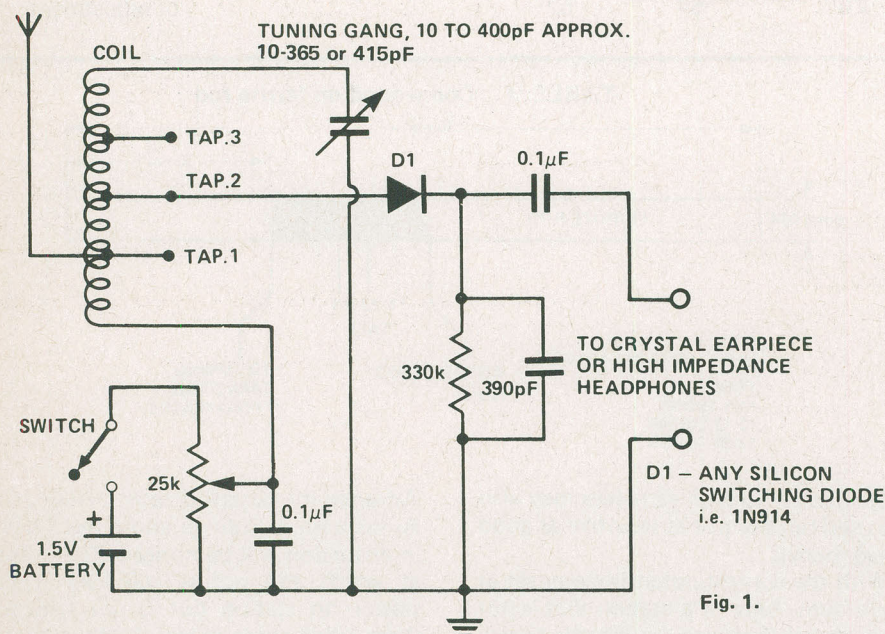 TUNING GANG, 10 TO 400pF APPROX.
10-365 or 415pF
COIL
TAP.3
D1
0.1µF
TAP.2
TAP.1
TO CRYSTAL EARPIECE
OR HIGH IMPEDANCE
HEADPHONES
330k
390pF
SWITCH
25k
0.1µF
+
1.5V
BATTERY
D1 – ANY SILICON
SWITCHING DIODE
i.e. 1N914
Fig. 1.